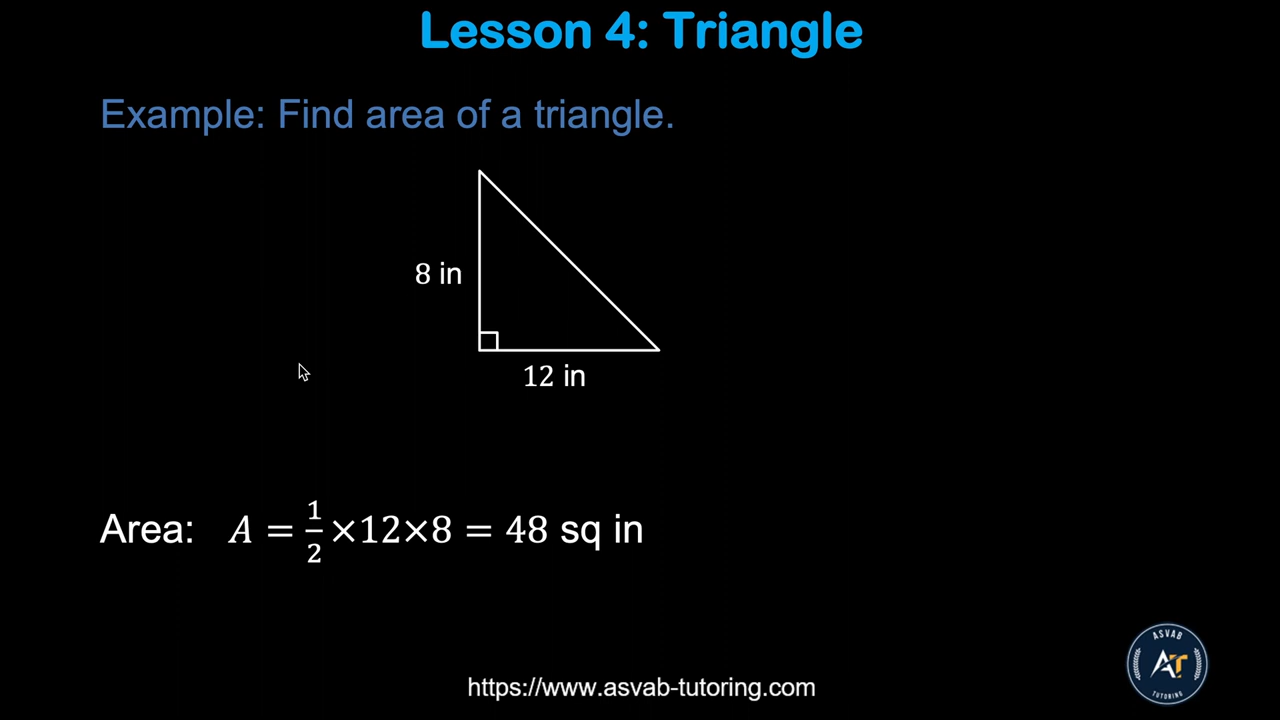 Lesson 4: Triangle
Example: Find area of a triangle.
8 in
12 in
Area: A = 1/2 ×12×8 = 48 sq in
https://www.asvab-tutoring.com
ASVAB
AT
TUTORING